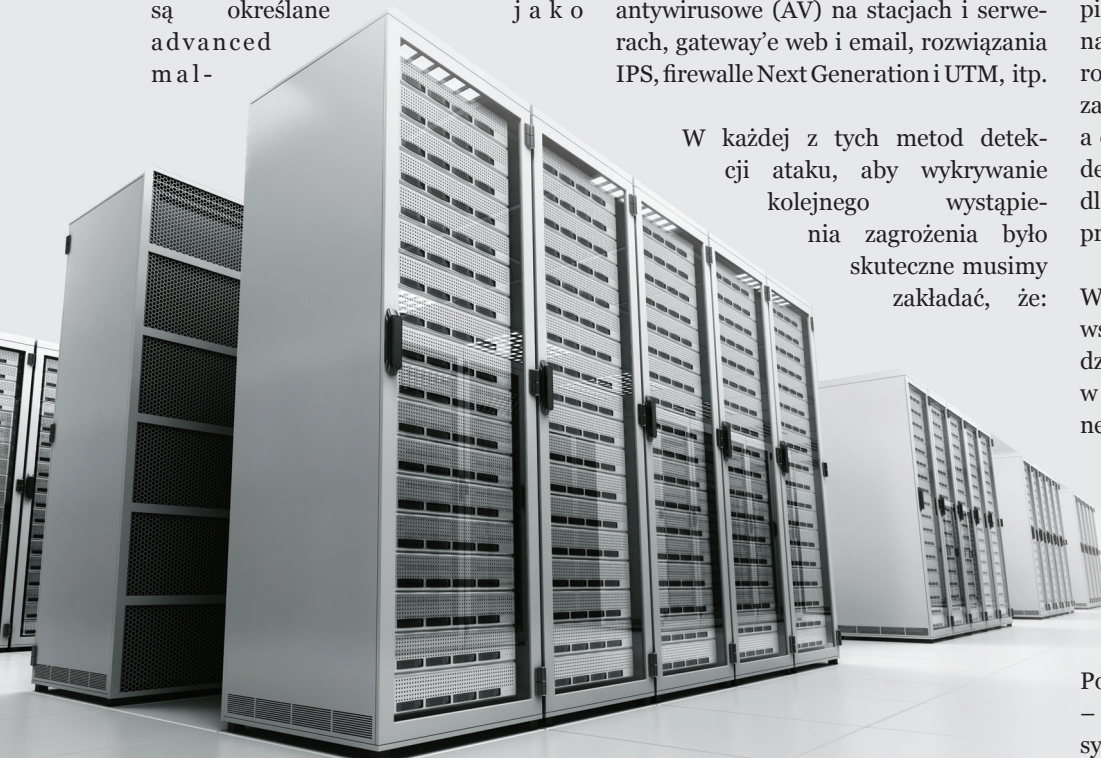 są określane jako
advanced
mal-
antywirusowe (AV) na stacjach i serwe-
rach, gateway’e web i email, rozwiązania
IPS, firewalle Next Generation i UTM, itp.
W każdej z tych metod detek-
cji ataku, aby wykrywanie
kolejnego wystąpie-
nia zagrożenia było
skuteczne musimy
zakładać, że: